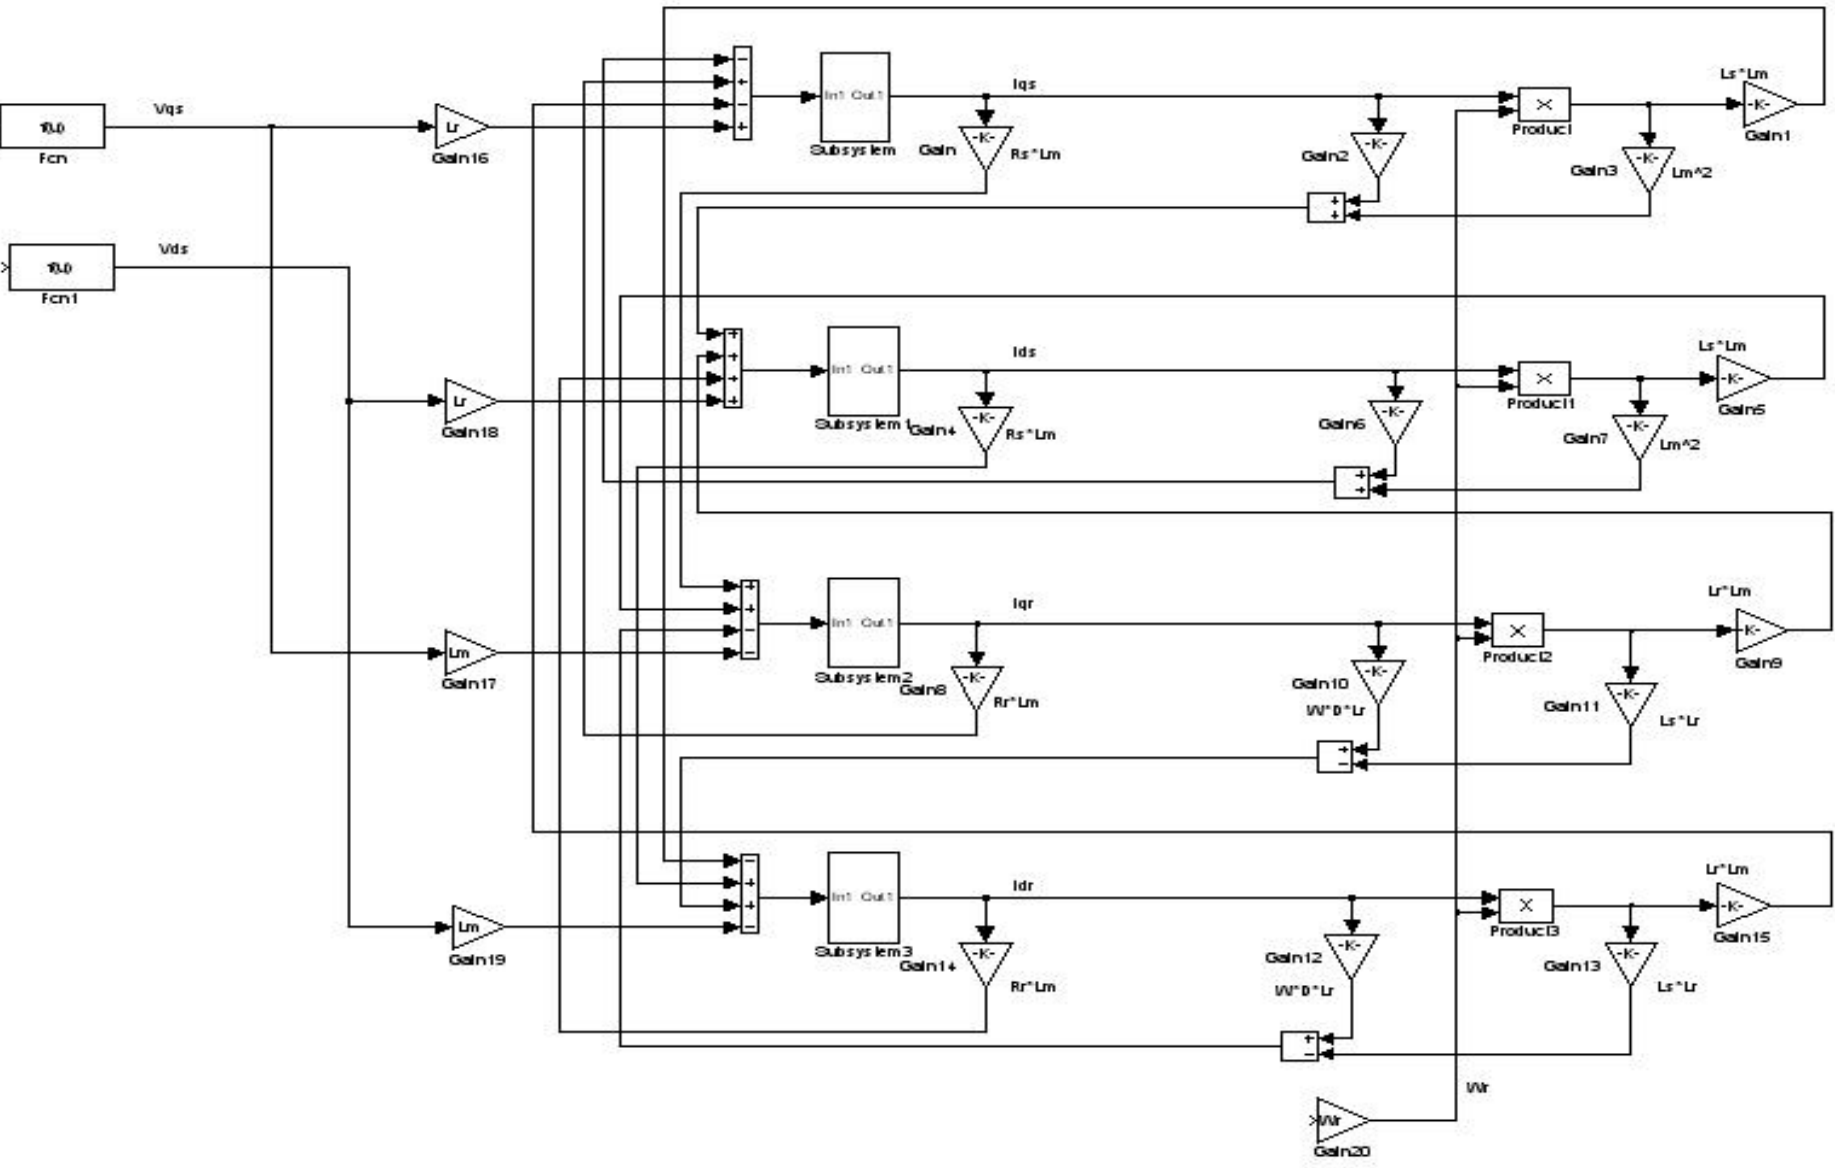 Ls*Lm
Iqs
Vqs
Lr
In1 Out1
Product
-K-
Gain1
Fcn
Gain16
Subsystem
Gain
-K-
Rs*Lm
Gain2
-K-
Gain3
-K-
Lm^2
Vds
Fcn1
Ids
Ls*Lm
Lr
In1 Out1
Product1
-K-
Gain5
Gain18
Subsystem1
Gain4
-K-
Rs*Lm
Gain6
-K-
Gain7
-K-
Lm^2
Iqr
Lr*Lm
Lm
In1 Out1
Product2
-K-
Gain9
Gain17
Subsystem2
Gain8
-K-
Rr*Lm
Gain10
-K-
W*0*Lr
Gain11
-K-
Ls*Lr
Idr
Lr*Lm
Lm
In1 Out1
Product3
-K-
Gain15
Gain19
Subsystem3
Gain14
-K-
Rr*Lm
Gain12
-K-
W*0*Lr
Gain13
-K-
Ls*Lr
Wr
Wr
Gain20